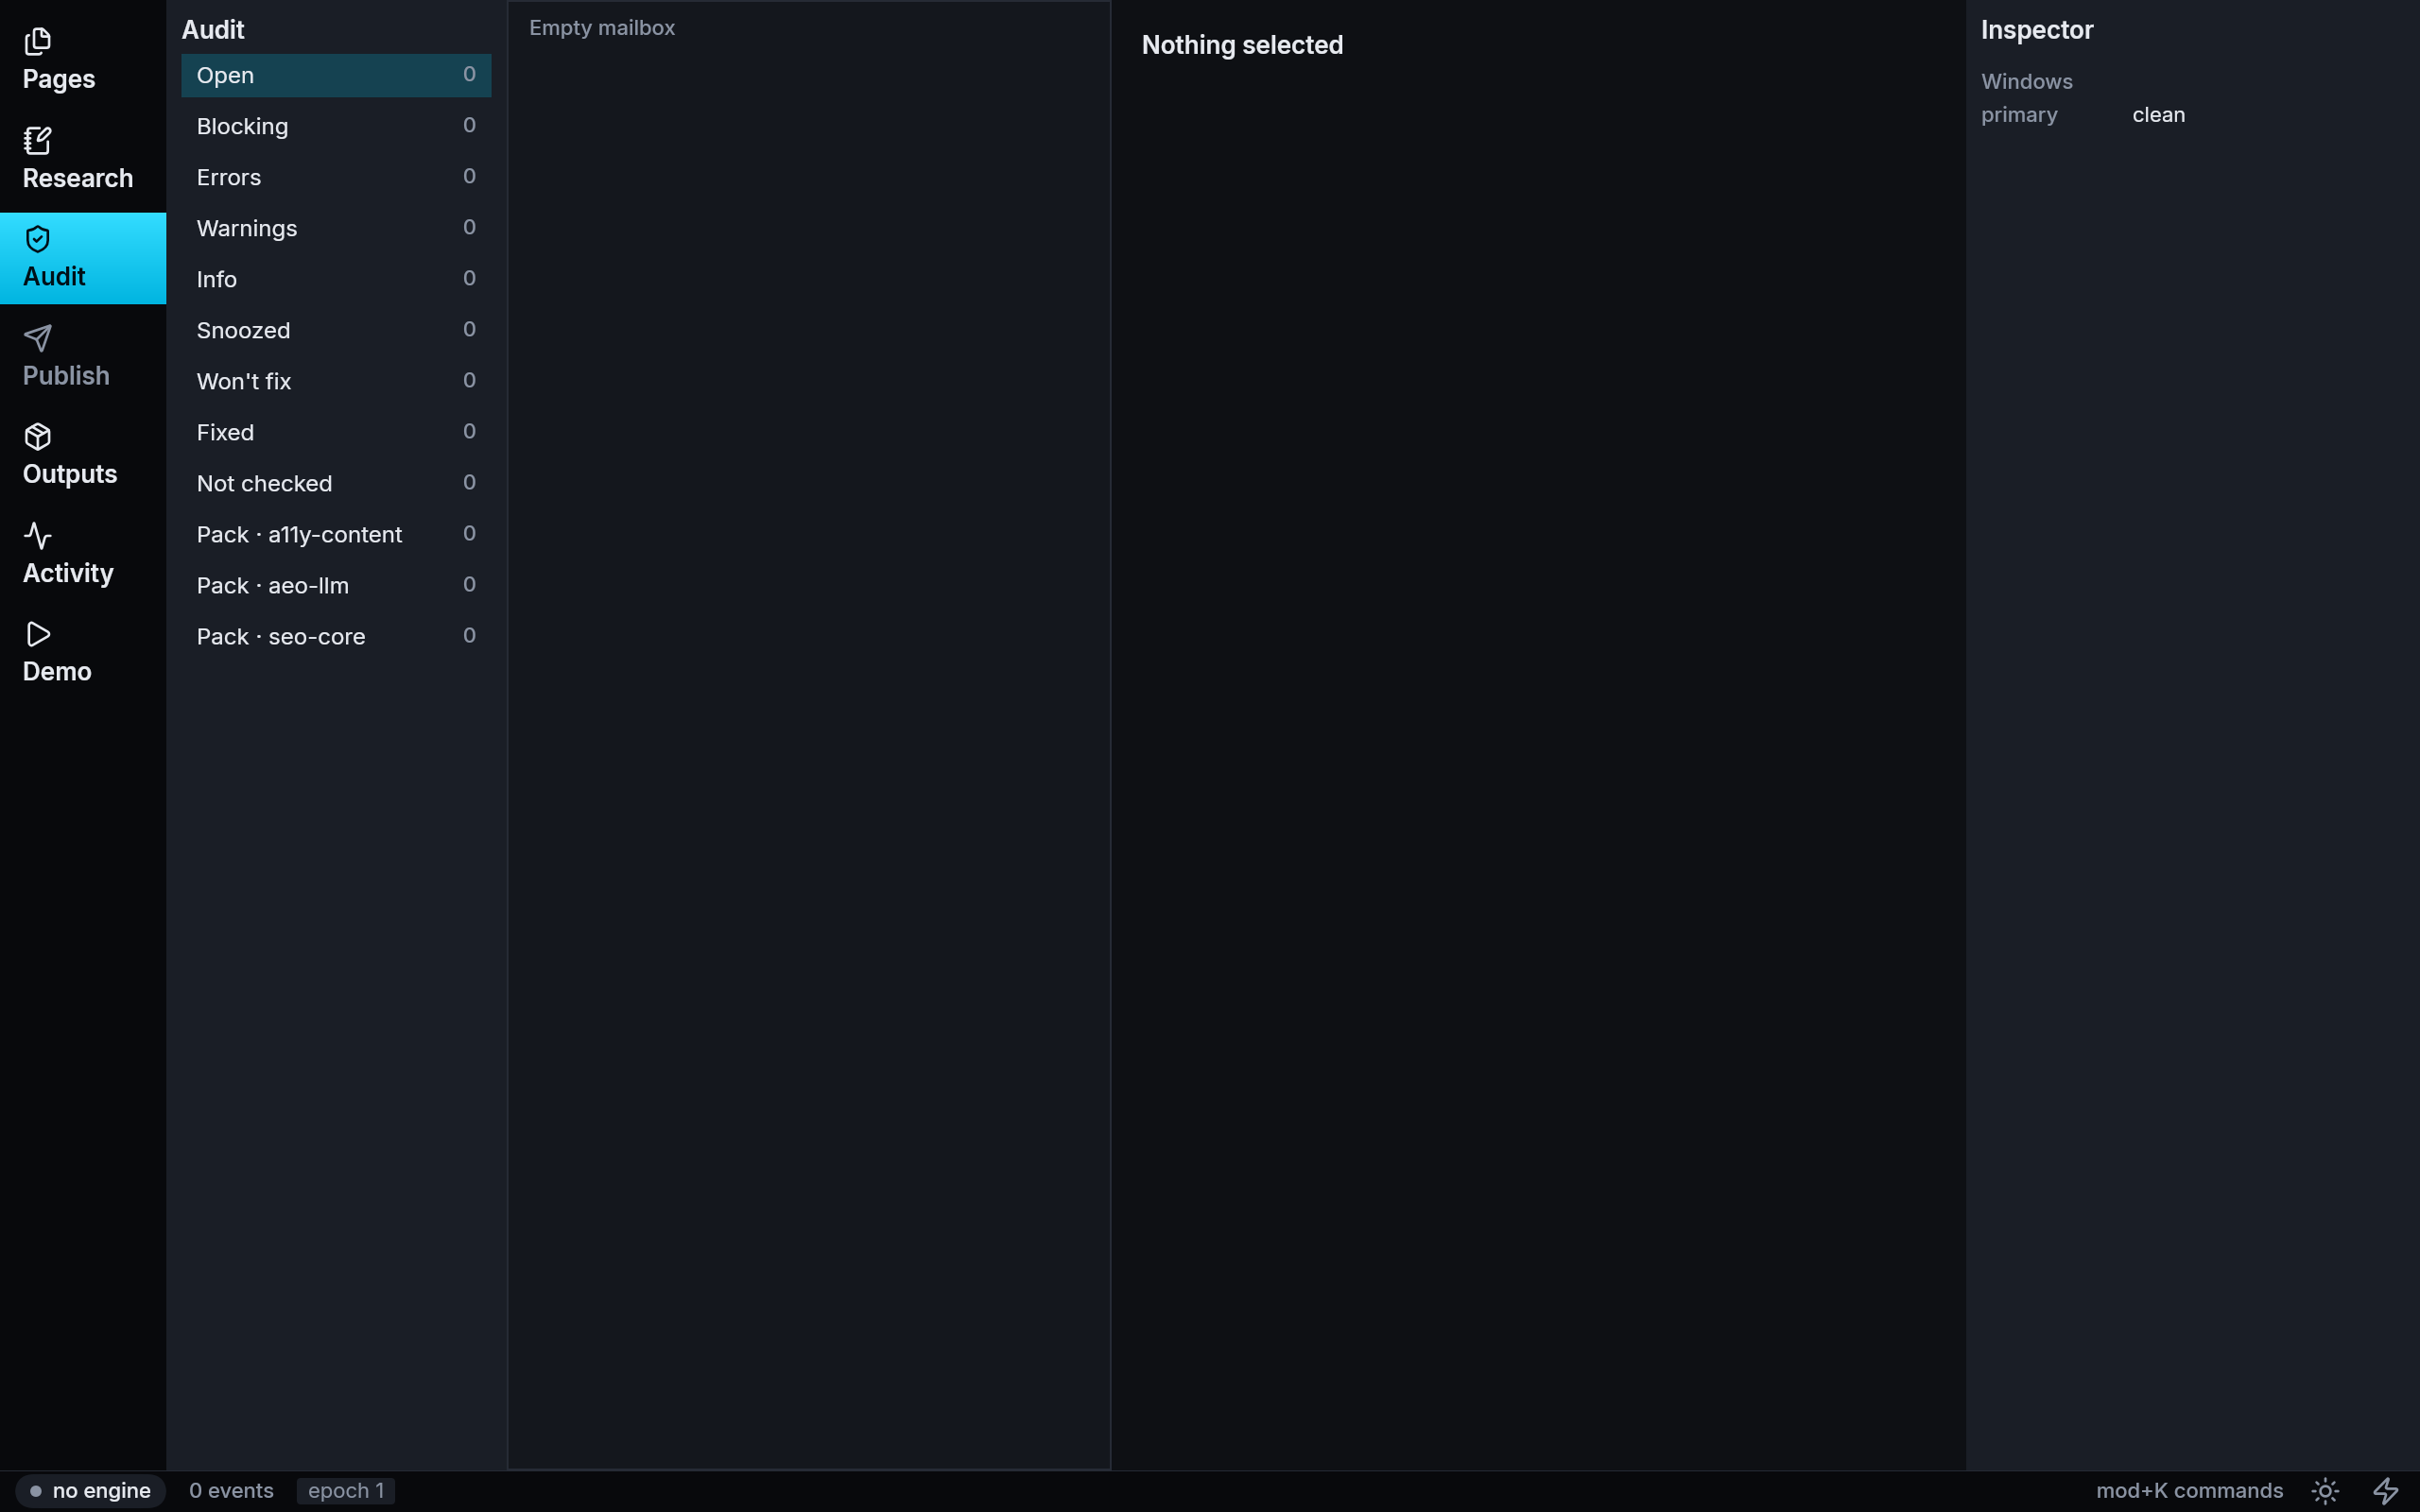 Pages
Research
Audit
Publish
Outputs
Activity
Demo
Audit
Open 0
Blocking 0
Errors 0
Warnings 0
Info 0
Snoozed 0
Won't fix 0
Fixed 0
Not checked 0
Pack · a11y-content 0
Pack · aeo-llm 0
Pack · seo-core 0
Empty mailbox
Nothing selected
Inspector
Windows
primary clean
no engine 0 events epoch 1 mod+K commands